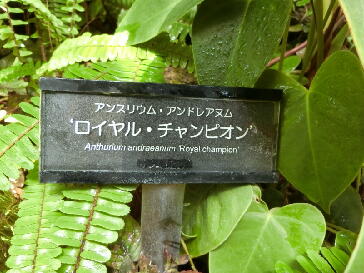 アンスリウム・アンドレアヌム
'ロイヤル・チャンピオン'
Anthurium andraeanum 'Royal champion'